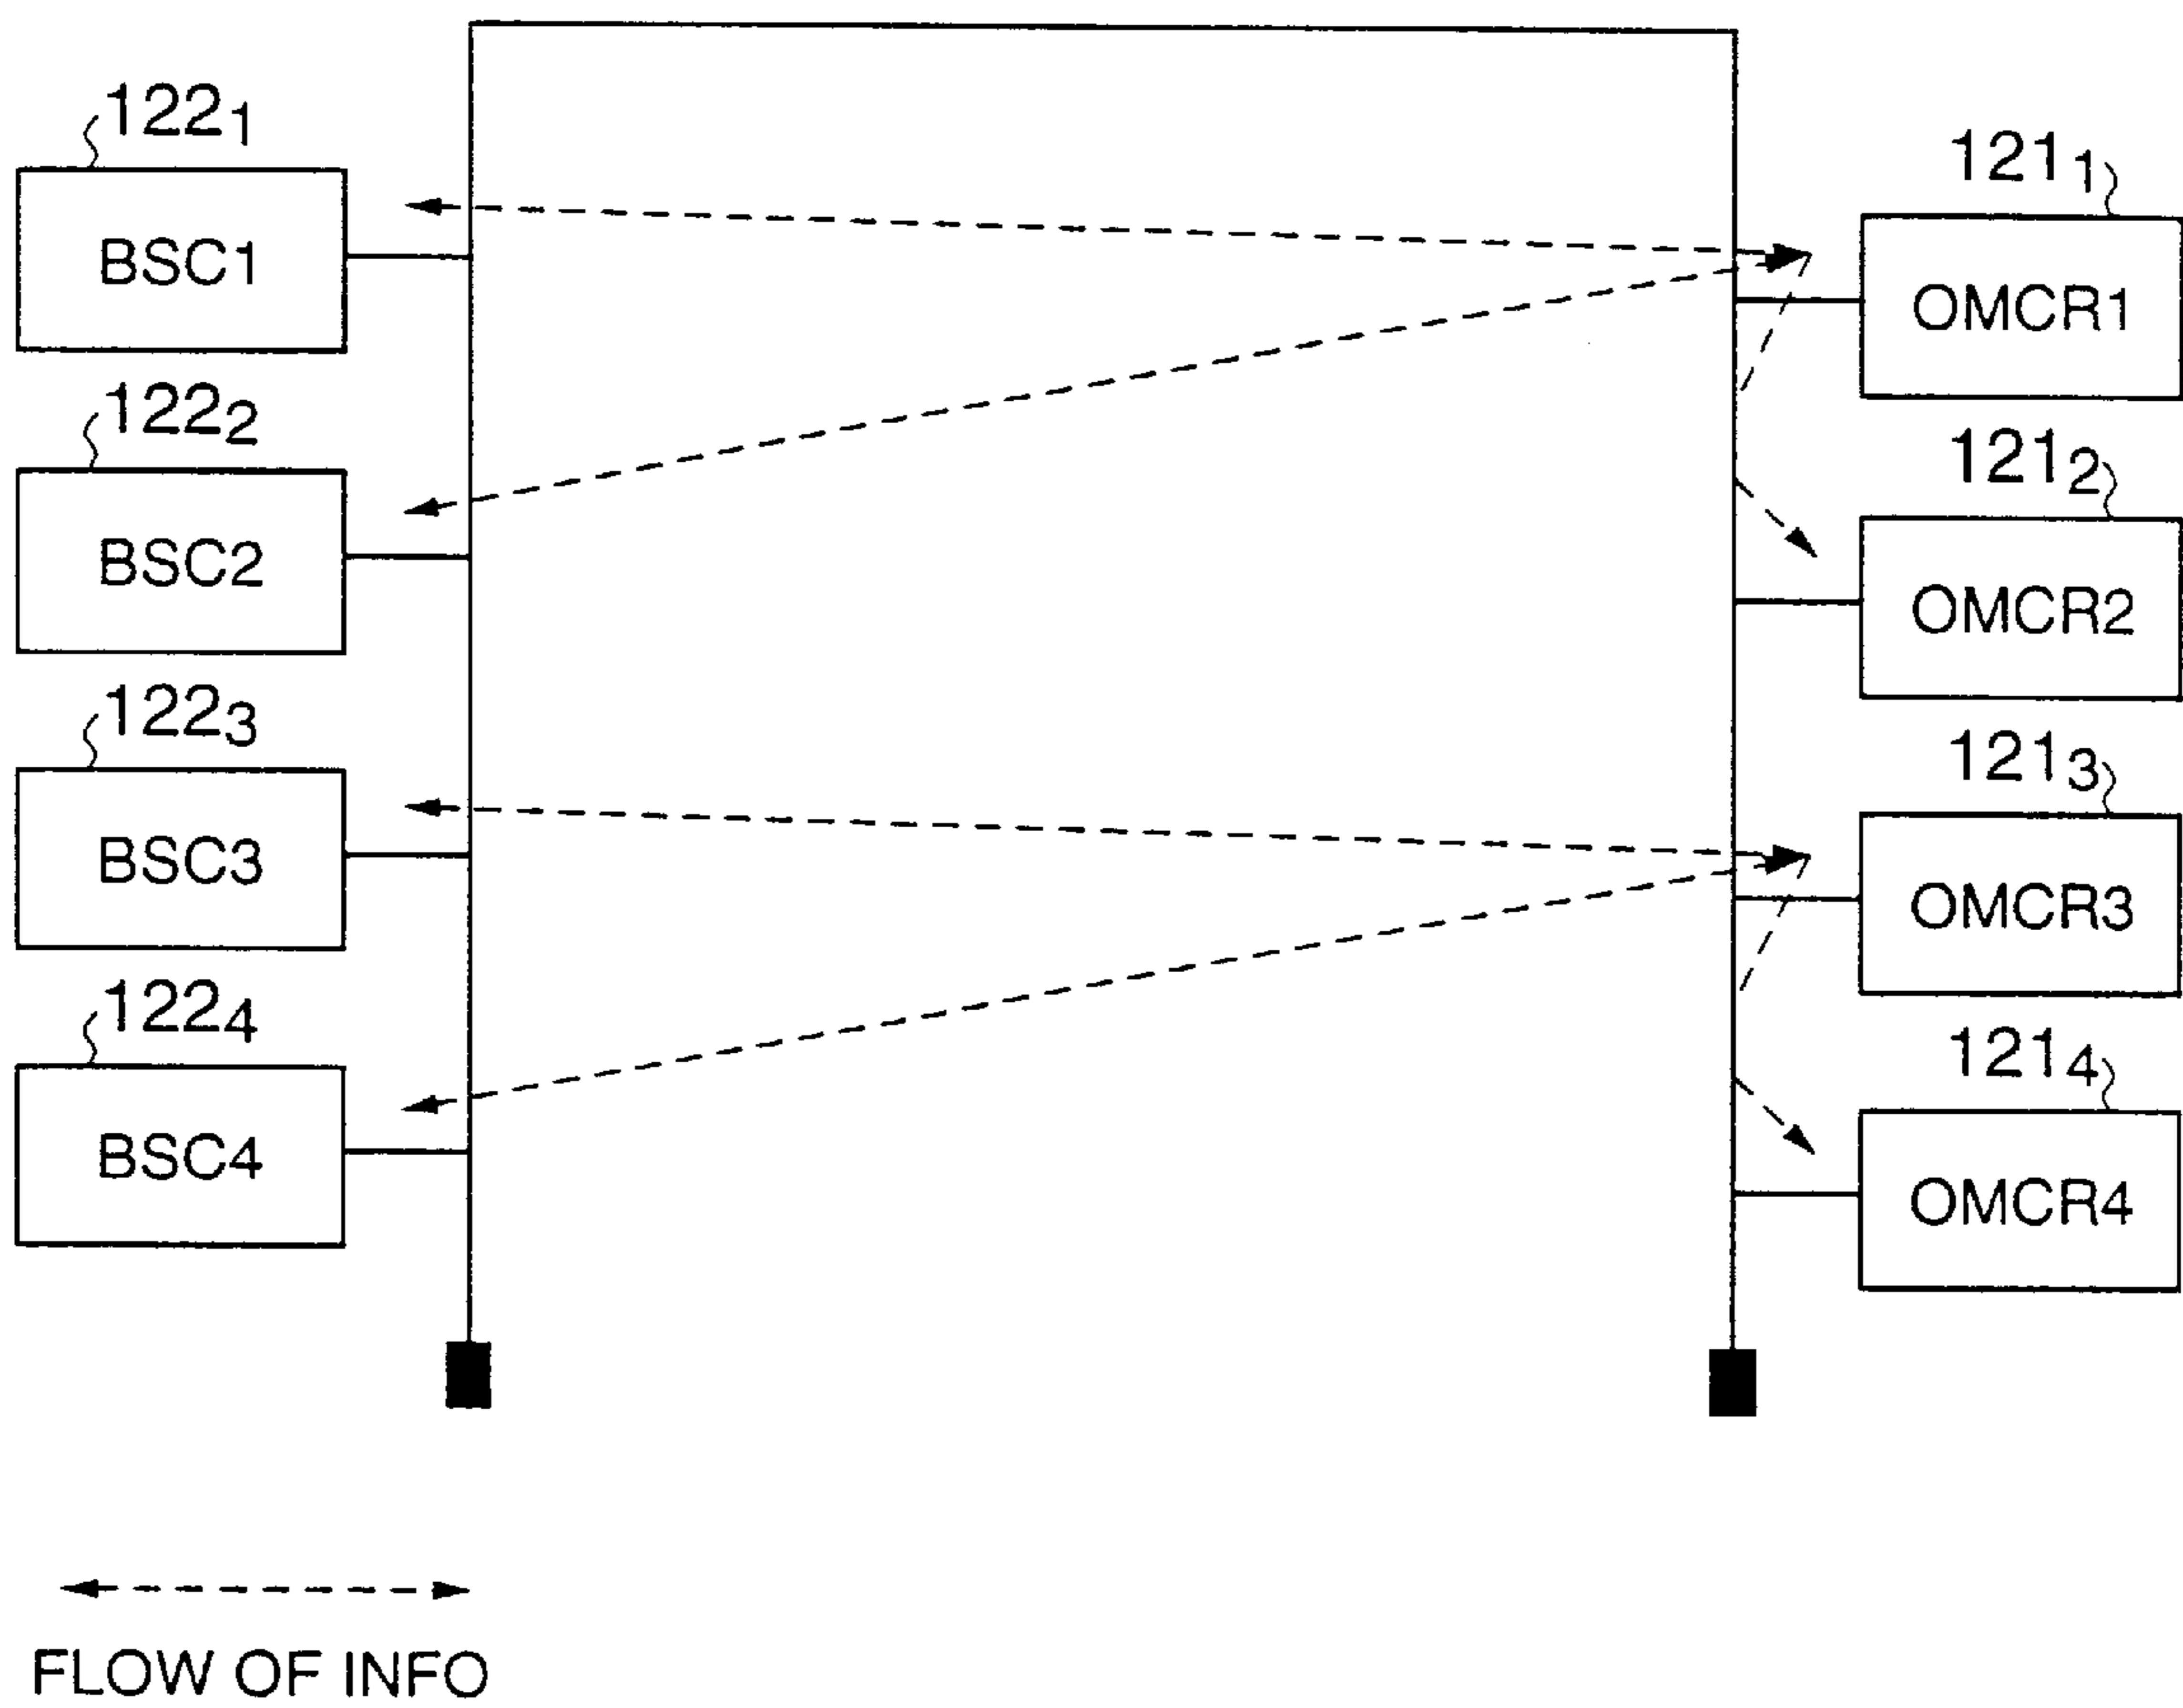 122₁
BSC1
122₂
BSC2
122₃
BSC3
122₄
BSC4
121₁
OMCR1
121₂
OMCR2
121₃
OMCR3
121₄
OMCR4
FLOW OF INFO